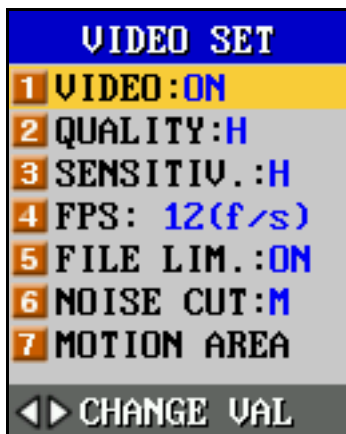 VIDEO SET
1 VIDEO:ON
2 QUALITY:H
3 SENSITIV.:H
4 FPS: 12(f/s)
5 FILE LIM.:ON
6 NOISE CUT:M
7 MOTION AREA
CHANGE VAL